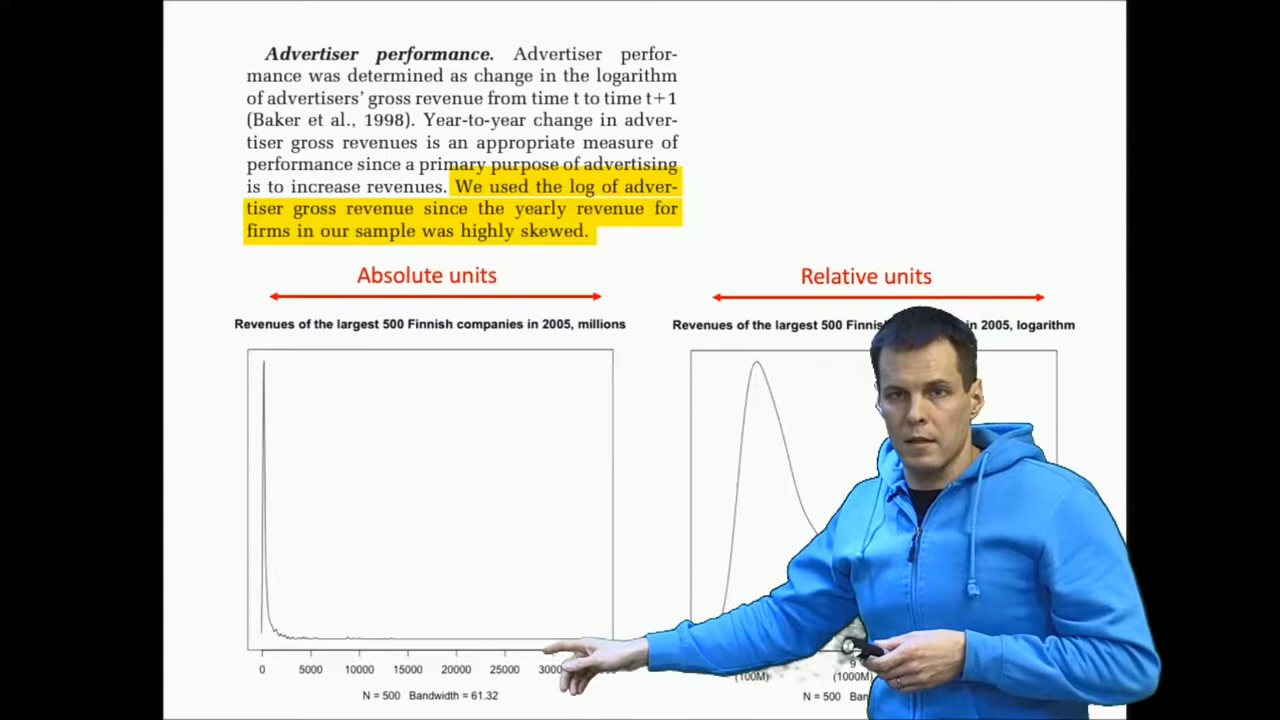 Advertiser performance. Advertiser perfor-
mance was determined as change in the logarithm
of advertisers' gross revenue from time t to time t+1
(Baker et al., 1998). Year-to-year change in adver-
tiser gross revenues is an appropriate measure of
performance since a primary purpose of advertising
is to increase revenues. We used the log of adver-
tiser gross revenue since the yearly revenue for
firms in our sample was highly skewed.
Absolute units
Relative units
Revenues of the largest 500 Finnish companies in 2005, millions
Revenues of the largest 500 in 2005, logarithm
0 5000 10000 15000 20000 25000
9
(100M) (1000M)
N = 500 Bandwidth = 61.32
N = 500